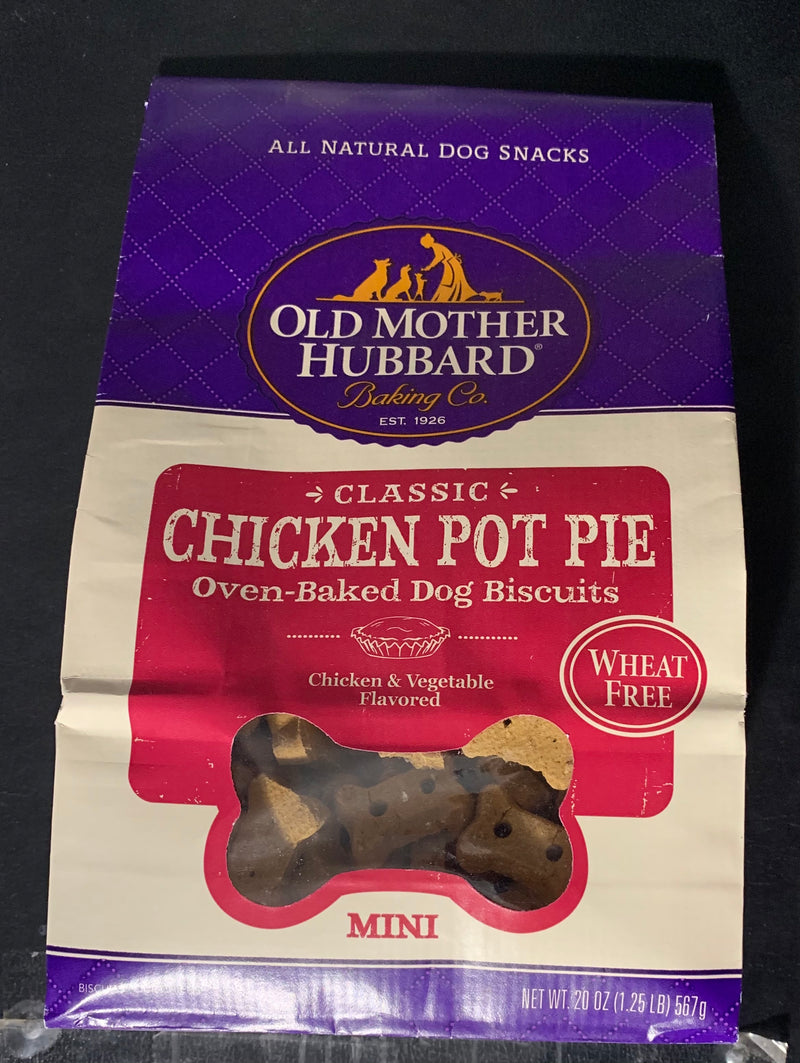 ALL NATURAL DOG SNACKS
OLD MOTHER
HUBBARD®
Baking Co.
EST. 1926
CLASSIC
CHICKEN POT PIE
Oven-Baked Dog Biscuits
Chicken & Vegetable
Flavored
WHEAT
FREE
MINI
NET WT. 20 OZ (1.25 LB) 567g